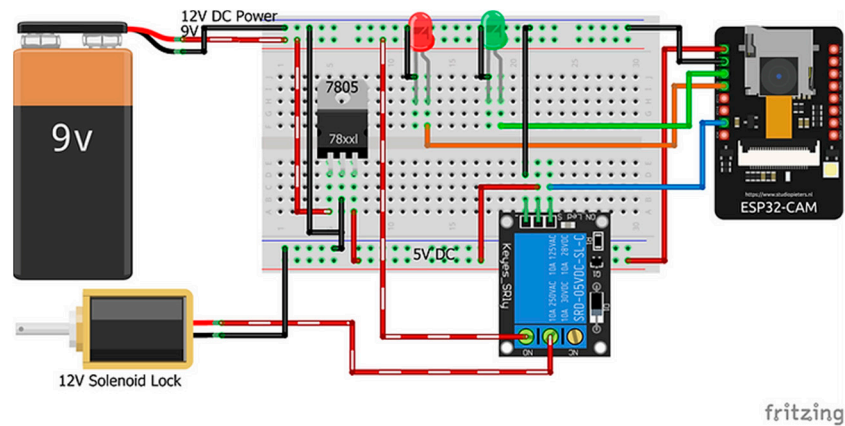 12V DC Power
9V
9v
7805
78xxl
https://www.studiopieters.nl
ESP32-CAM
ON Led S
Keyes_SRly
10A 250VAC 10A 125VAC
10A 30VDC 10A 28VDC
SRD-05VDC-SL-C
NO
NC
5V DC
12V Solenoid Lock
fritzing